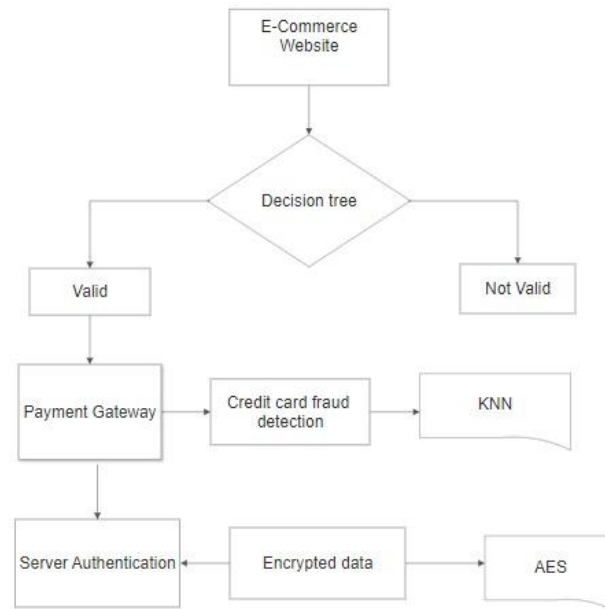 E-Commerce
Website
Decision tree
Valid
Not Valid
Payment Gateway
Credit card fraud
detection
KNN
Server Authentication
Encrypted data
AES